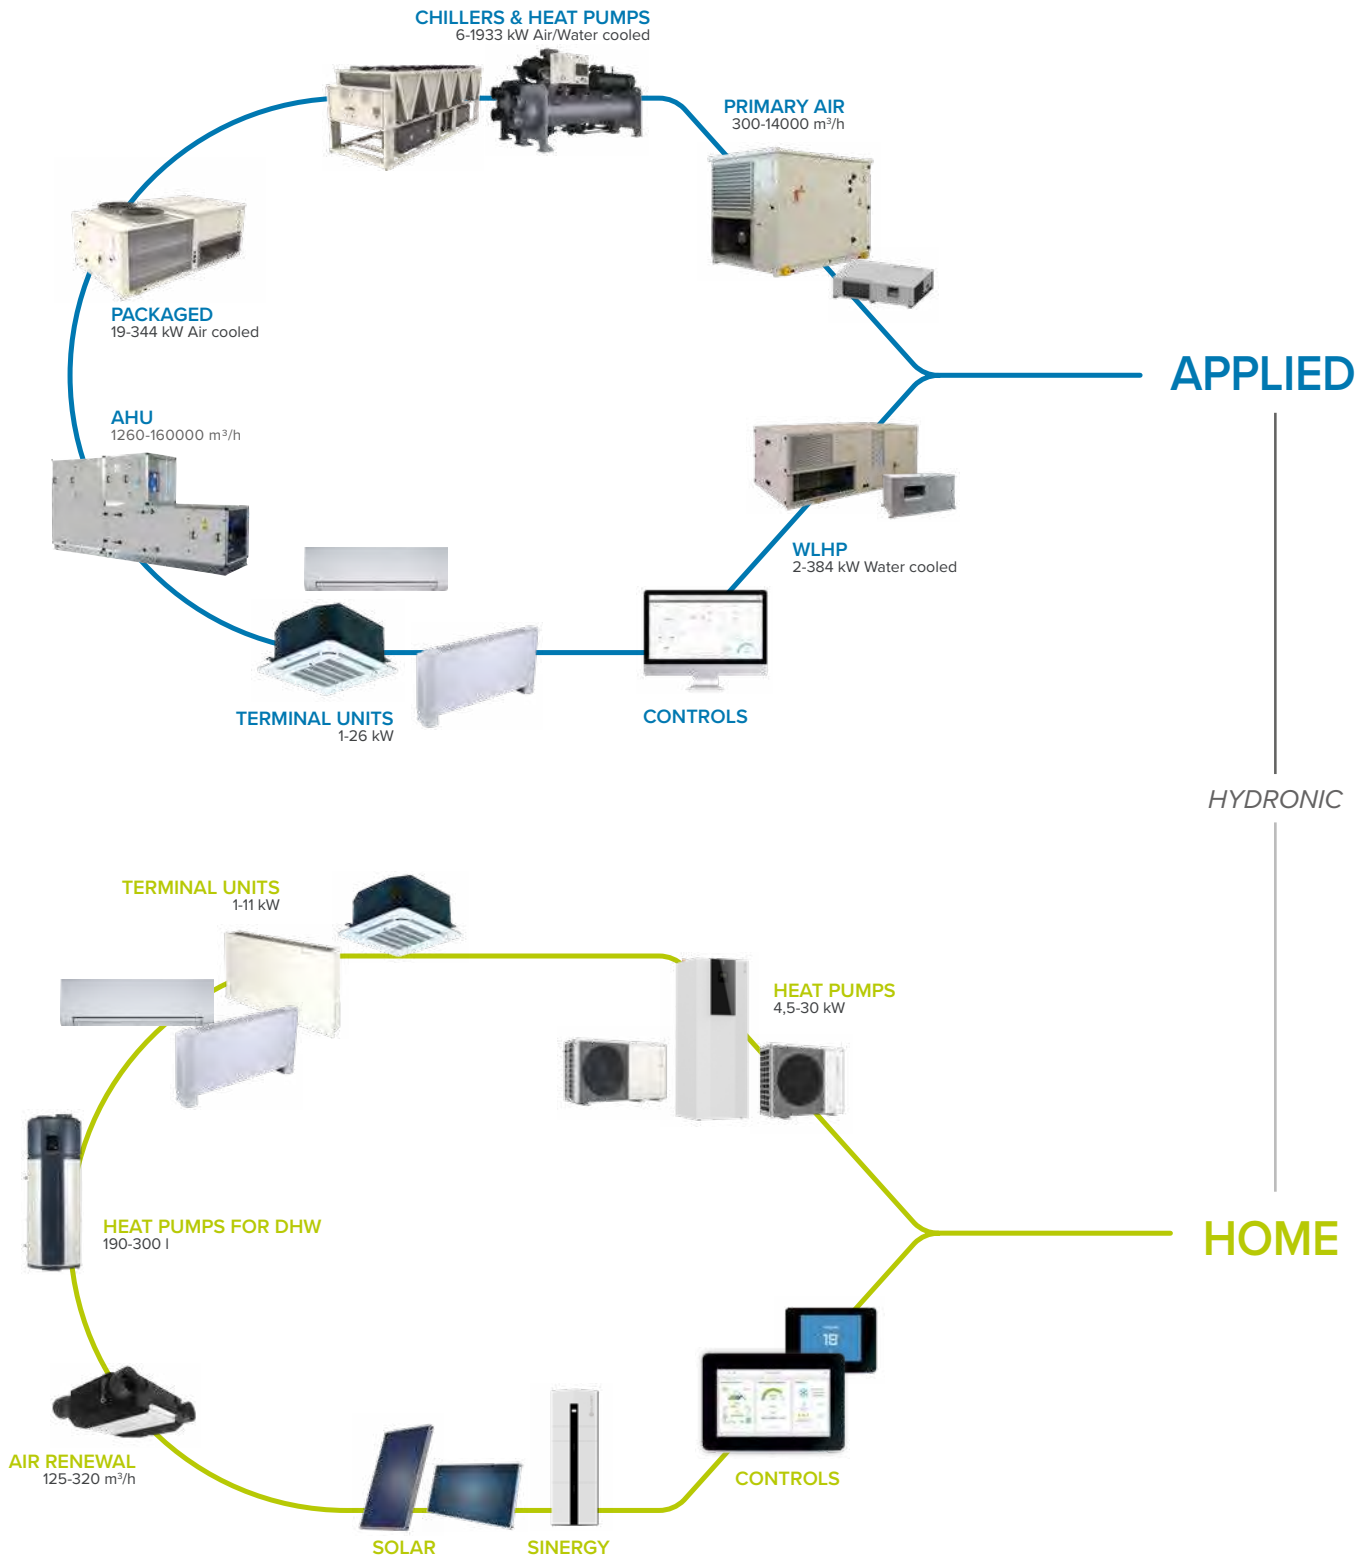 CHILLERS & HEAT PUMPS
6-1933 kW Air/Water cooled
PRIMARY AIR
300-14000 m³/h
PACKAGED
19-344 kW Air cooled
APPLIED
AHU
1260-160000 m³/h
WLHP
2-384 kW Water cooled
TERMINAL UNITS
1-26 kW
CONTROLS
HYDRONIC
TERMINAL UNITS
1-11 kW
HEAT PUMPS
4,5-30 kW
HEAT PUMPS FOR DHW
190-300 l
HOME
18
AIR RENEWAL
125-320 m³/h
CONTROLS
SOLAR
SINERGY